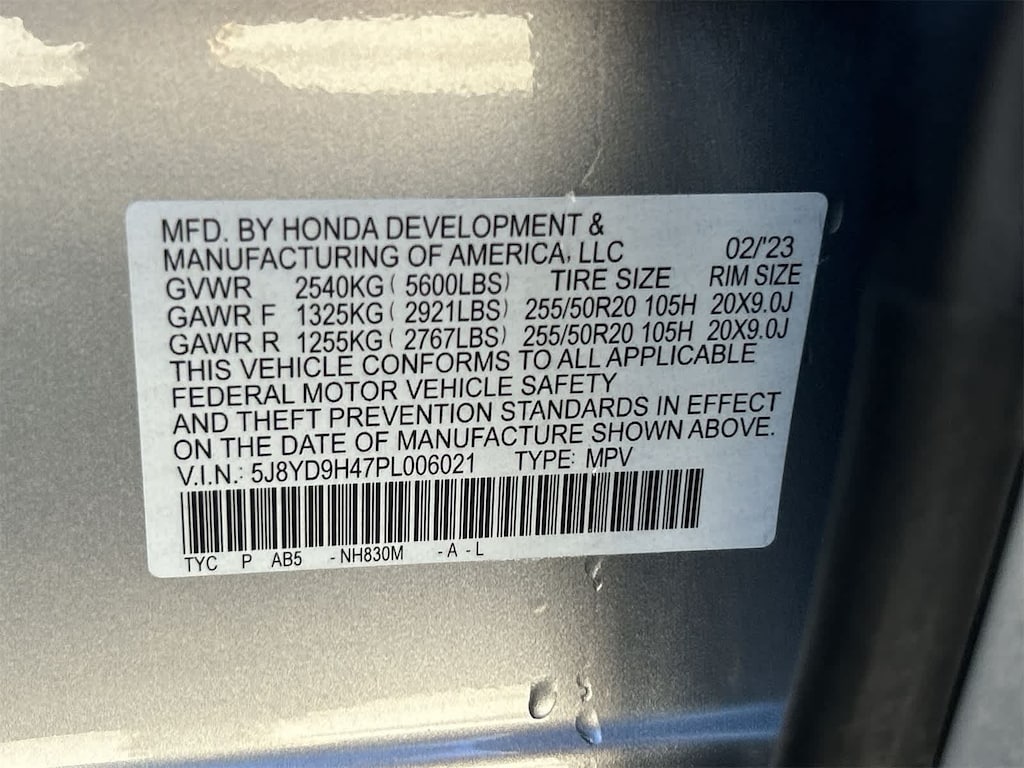 MFD. BY HONDA DEVELOPMENT &
MANUFACTURING OF AMERICA, LLC 02/'23
GVWR 2540KG ( 5600LBS) TIRE SIZE RIM SIZE
GAWR F 1325KG ( 2921LBS) 255/50R20 105H 20X9.0J
GAWR R 1255KG ( 2767LBS) 255/50R20 105H 20X9.0J
THIS VEHICLE CONFORMS TO ALL APPLICABLE
FEDERAL MOTOR VEHICLE SAFETY
AND THEFT PREVENTION STANDARDS IN EFFECT
ON THE DATE OF MANUFACTURE SHOWN ABOVE.
V.I.N.: 5J8YD9H47PL006021 TYPE: MPV
TYC P AB5 -NH830M -A -L